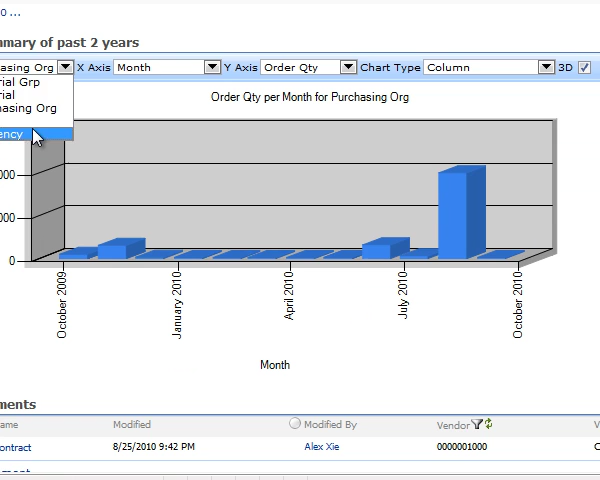 o ...
mmary of past 2 years
asing Org X Axis Month Y Axis Order Qty Chart Type Column 3D
rial Grp
rial
hasing Org
ency
Order Qty per Month for Purchasing Org
000
000
0
October 2009
January 2010
April 2010
July 2010
October 2010
Month
ments
ame Modified Modified By Vendor V
ontract 8/25/2010 9:42 PM Alex Xie 0000001000 C